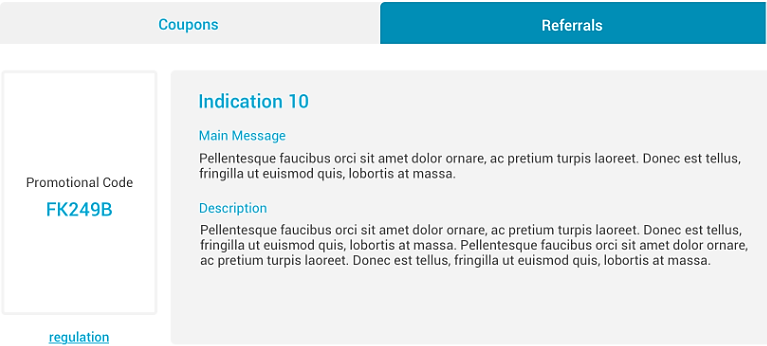 Coupons
Referrals
Promotional Code
FK249B
regulation
Indication 10
Main Message
Pellentesque faucibus orci sit amet dolor ornare, ac pretium turpis laoreet. Donec est tellus,
fringilla ut euismod quis, lobortis at massa.
Description
Pellentesque faucibus orci sit amet dolor ornare, ac pretium turpis laoreet. Donec est tellus,
fringilla ut euismod quis, lobortis at massa. Pellentesque faucibus orci sit amet dolor ornare,
ac pretium turpis laoreet. Donec est tellus, fringilla ut euismod quis, lobortis at massa.